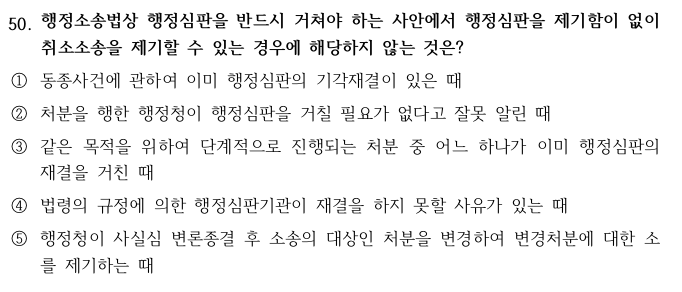 50. 행정소송법상 행정심판을 반드시 거쳐야 하는 사안에서 행정심판을 제기함이 없이
취소소송을 제기할 수 있는 경우에 해당하지 않는 것은?
① 동종사건에 관하여 이미 행정심판의 기각재결이 있은 때
② 처분을 행한 행정청이 행정심판을 거칠 필요가 없다고 잘못 알린 때
③ 같은 목적을 위하여 단계적으로 진행되는 처분 중 어느 하나가 이미 행정심판의
재결을 거친 때
④ 법령의 규정에 의한 행정심판기관이 재결을 하지 못할 사유가 있는 때
⑤ 행정청이 사실심 변론종결 후 소송의 대상인 처분을 변경하여 변경처분에 대한 소
를 제기하는 때